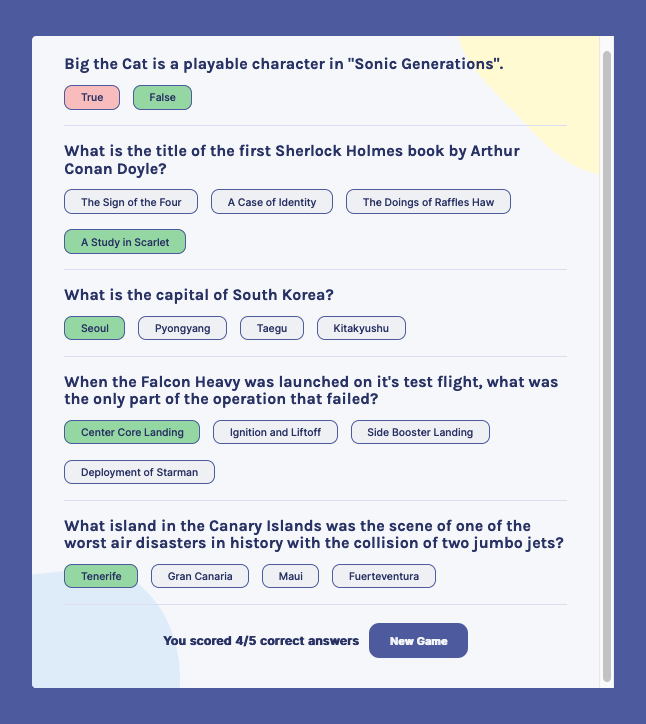 Big the Cat is a playable character in "Sonic Generations".
True False
What is the title of the first Sherlock Holmes book by Arthur
Conan Doyle?
The Sign of the Four A Case of Identity The Doings of Raffles Haw
A Study in Scarlet
What is the capital of South Korea?
Seoul Pyongyang Taegu Kitakyushu
When the Falcon Heavy was launched on it's test flight, what was
the only part of the operation that failed?
Center Core Landing Ignition and Liftoff Side Booster Landing
Deployment of Starman
What island in the Canary Islands was the scene of one of the
worst air disasters in history with the collision of two jumbo jets?
Tenerife Gran Canaria Maui Fuerteventura
You scored 4/5 correct answers New Game